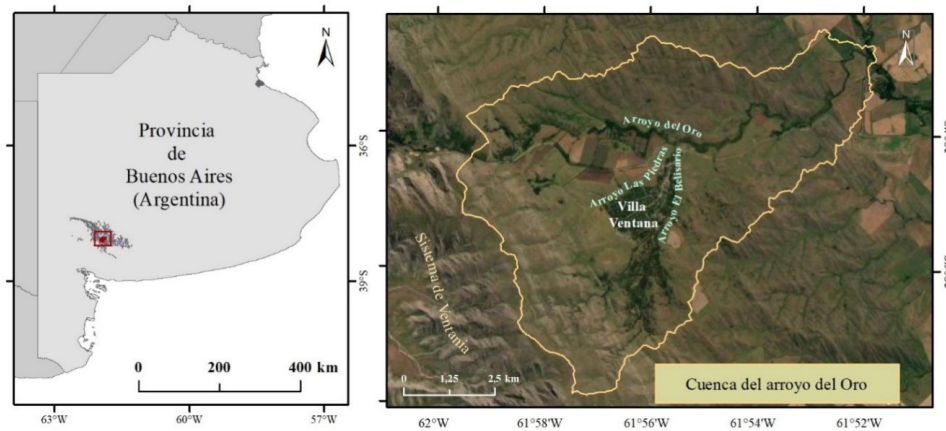 N
Provincia
de
Buenos Aires
(Argentina)
36°S
39°S
0 200 400 km
63°W 60°W 57°W
N
Arroyo del Oro
Arroyo Las Piedras
Arroyo El Belisario
Villa
Ventana
Sistema de Ventania
0 1,25 2,5 km
Cuenca del arroyo del Oro
62°W 61°58'W 61°56'W 61°54'W 61°52'W